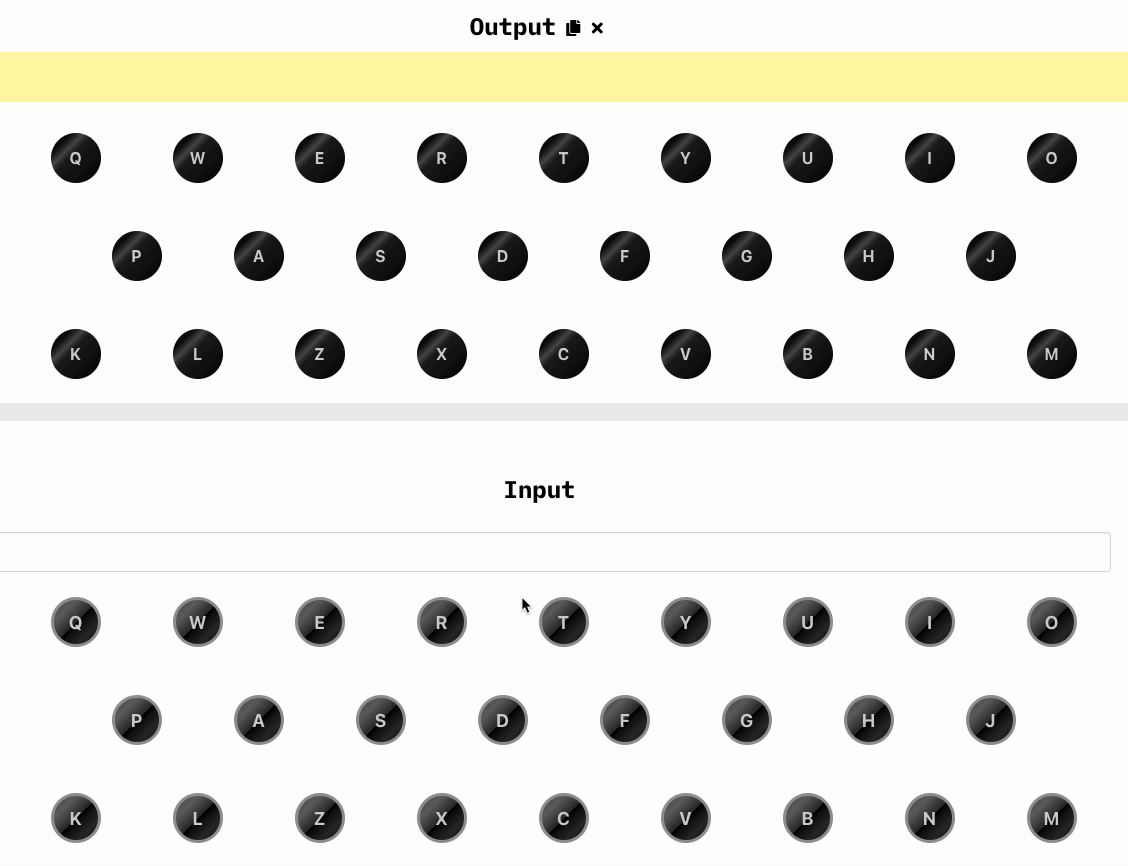 Output
Q W E R T Y U I O
P A S D F G H J
K L Z X C V B N M
Input
Q W E R T Y U I O
P A S D F G H J
K L Z X C V B N M